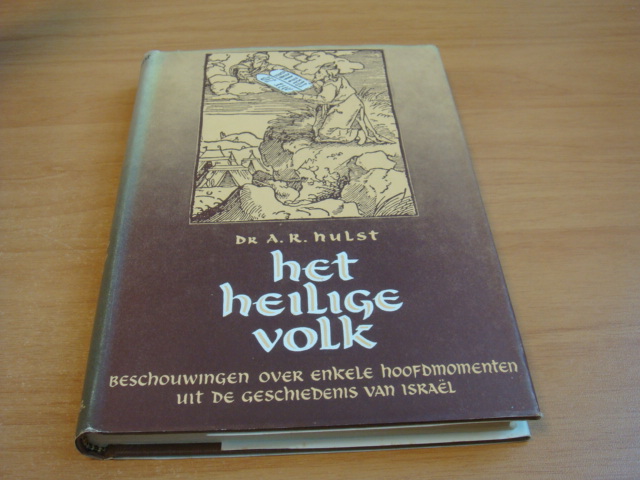 DR A. R. hulst
het
heilige
volk
BESCHOUWINGEN OVER ENKELE HOOFDMOMENTEN
UIT DE GESCHIEDENIS VAN ISRAËL